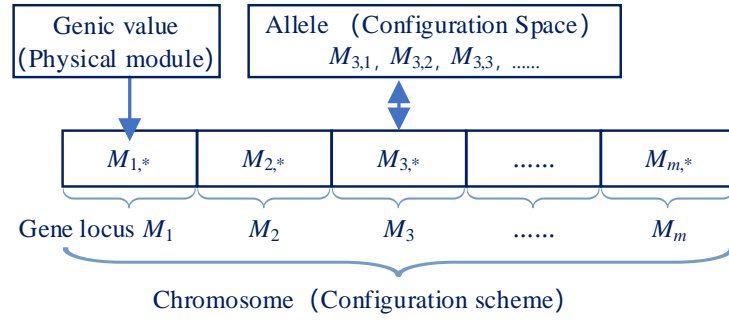 Genic value
(Physical module)
Allele (Configuration Space)
M3,1, M3,2, M3,3, ......
M1,* M2,* M3,* ...... Mm,*
Gene locus M1 M2 M3 ...... Mm
Chromosome (Configuration scheme)